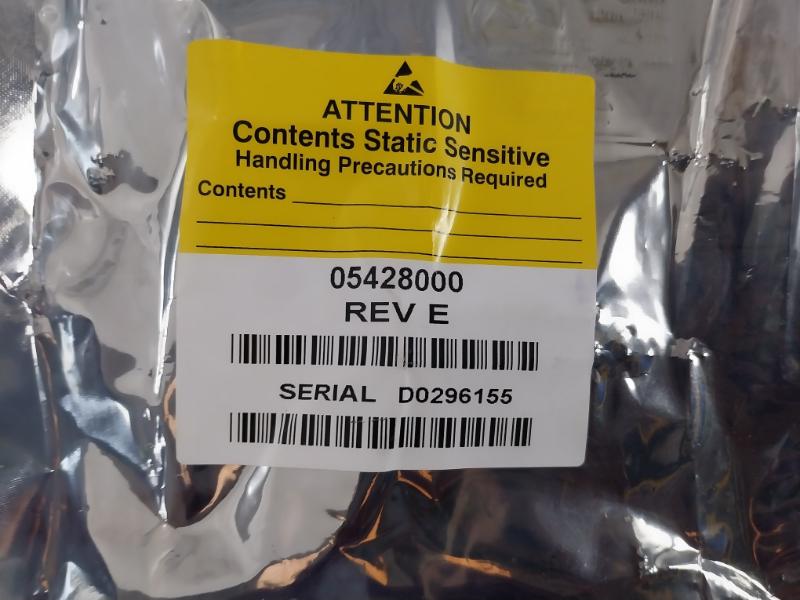 ATTENTION
Contents Static Sensitive
Handling Precautions Required
Contents
05428000
REV E
SERIAL D0296155